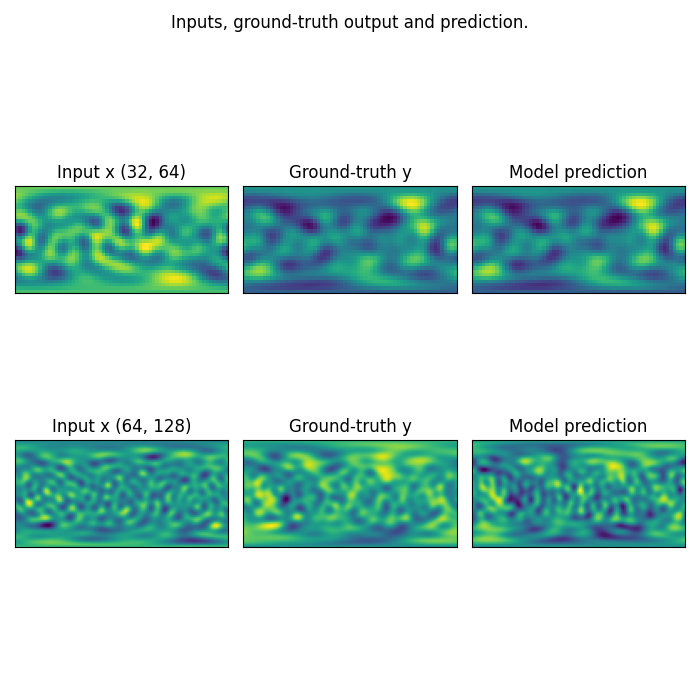 Inputs, ground-truth output and prediction.
Input x (32, 64)
Ground-truth y
Model prediction
Input x (64, 128)
Ground-truth y
Model prediction